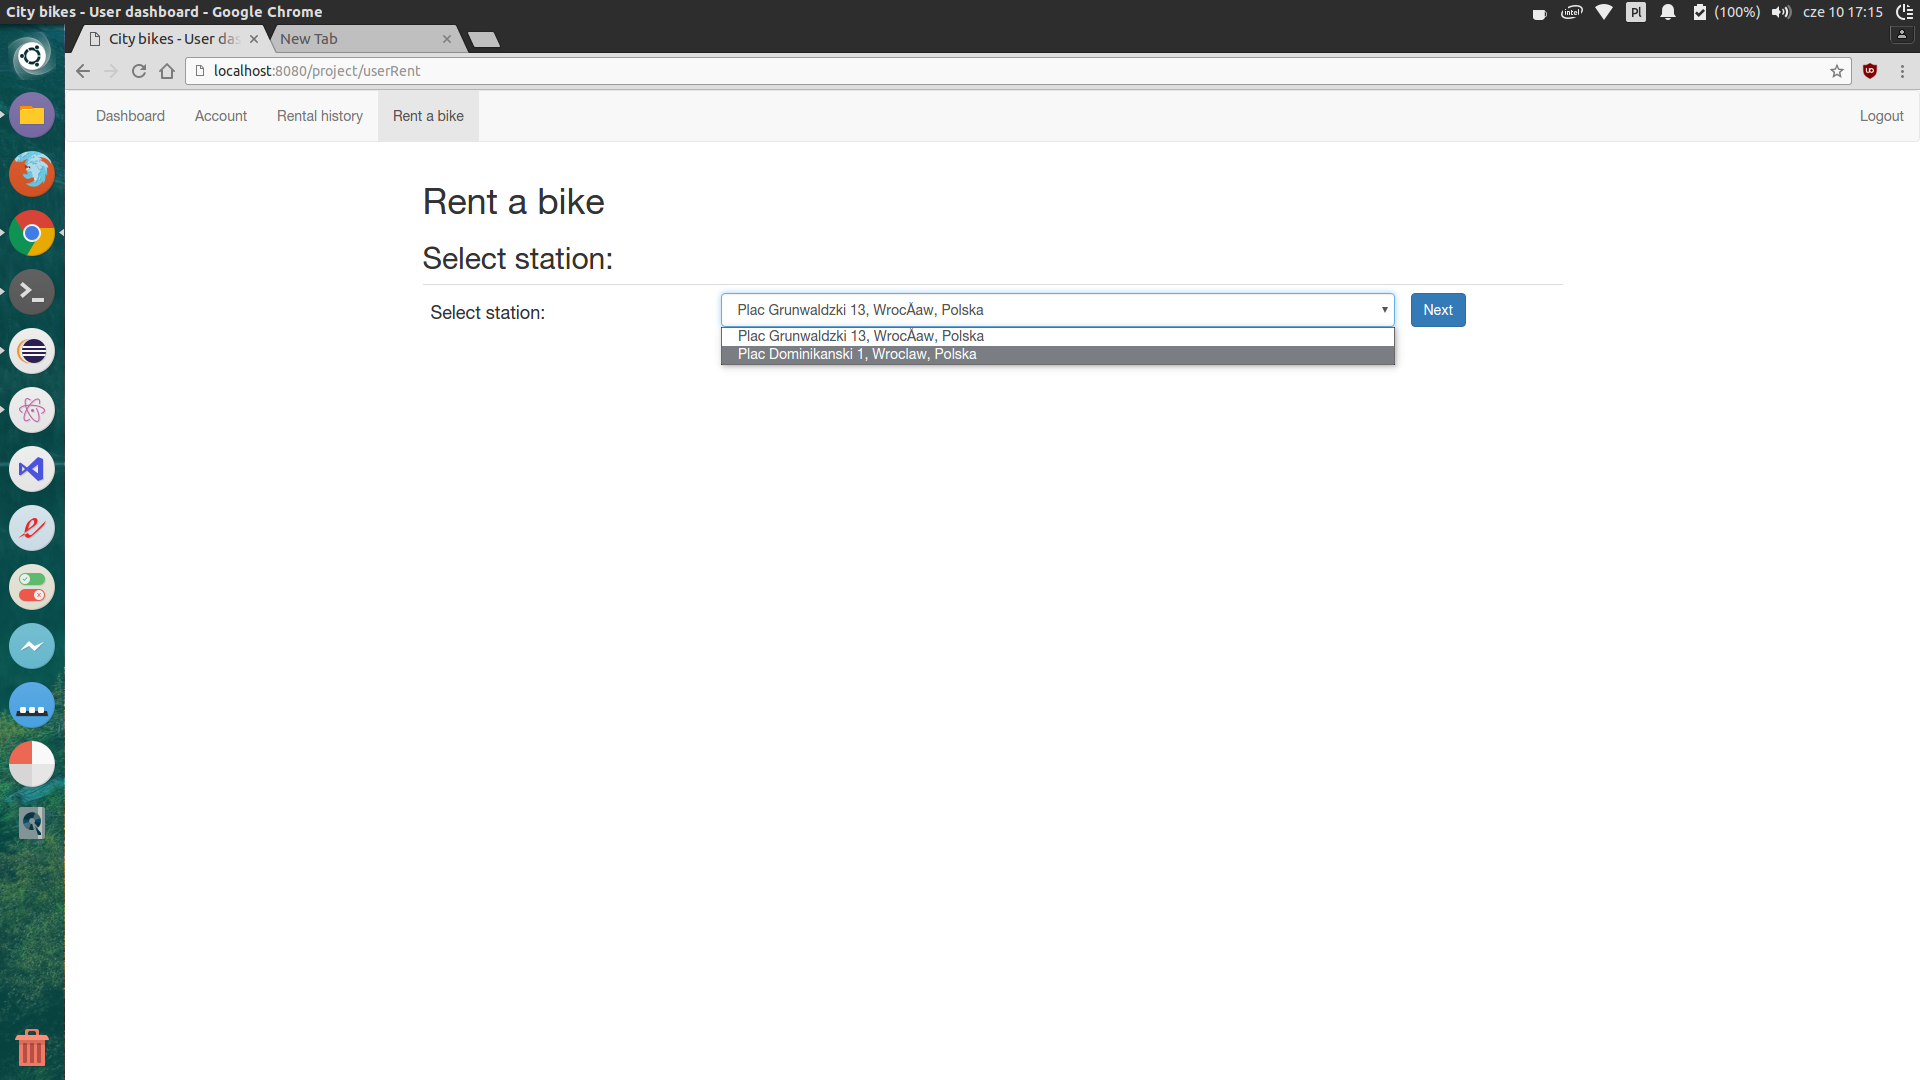 City bikes - User dashboard - Google Chrome
intel
Pl
(100%)
cze 10 17:15
City bikes - User das
New Tab
localhost:8080/project/userRent
Dashboard
Account
Rental history
Rent a bike
Logout
Rent a bike
Select station:
Select station:
Plac Grunwaldzki 13, WrocÅaw, Polska
Next
Plac Grunwaldzki 13, WrocÅaw, Polska
Plac Dominikanski 1, Wroclaw, Polska